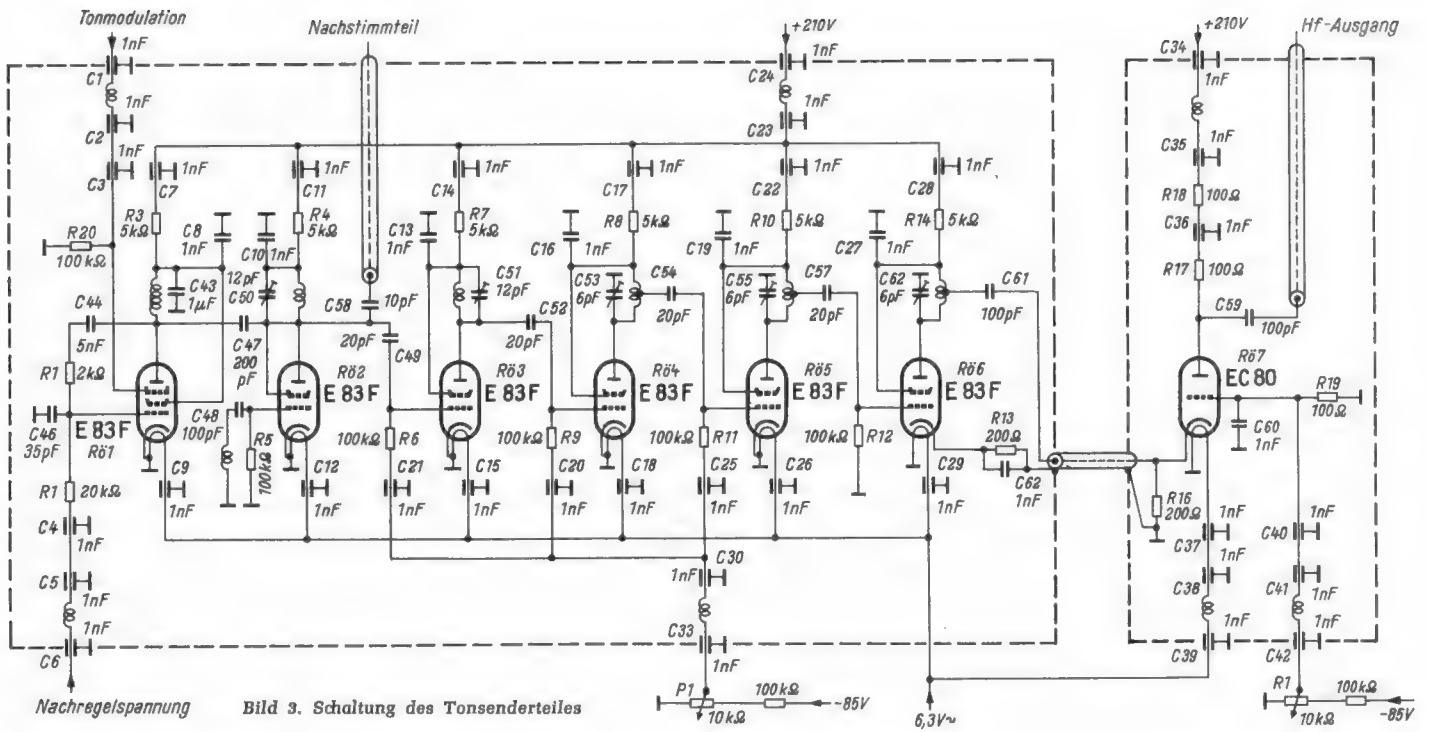 Tonmodulation
Nachstimmteil
+210V
+210V
Hf-Ausgang
1nF
C1
1nF
C2
1nF
C3
C24
1nF
1nF
C23
C34
1nF
1nF
C35
R18
100Ω
C36
1nF
R17
100Ω
1nF
C7
1nF
C11
1nF
C14
1nF
C17
1nF
C22
1nF
C28
R20
100kΩ
R3
5kΩ
C8
1nF
R4
5kΩ
C10
1nF
C13
1nF
R7
5kΩ
C16
1nF
R8
5kΩ
C19
1nF
R10
5kΩ
C27
1nF
R14
5kΩ
C43
1µF
12pF
C50
C58
10pF
C51
12pF
C53
6pF
C54
20pF
C55
6pF
C57
20pF
C62
6pF
C61
100pF
C59
100pF
C44
5nF
C47
200
pF
20pF
C49
C52
20pF
R1
2kΩ
C46
35pF
E83F
Rö1
C48
100pF
R5
100kΩ
Rö2
E83F
Rö3
E83F
Rö4
E83F
Rö5
E83F
Rö6
E83F
Rö7
EC80
R19
100Ω
C60
1nF
R1
20kΩ
C9
1nF
C12
1nF
100kΩ
R6
C21
1nF
C15
1nF
100kΩ
R9
C20
1nF
C18
1nF
100kΩ
R11
C25
1nF
C26
1nF
100kΩ
R12
C29
1nF
R13
200Ω
C62
1nF
R16
200Ω
C4
1nF
C5
1nF
C6
1nF
C30
1nF
C33
1nF
1nF
C37
1nF
C38
C39
1nF
1nF
C40
1nF
C41
1nF
C42
1nF
Nachregelspannung
Bild 3. Schaltung des Tonsenderteiles
P1
10kΩ
100kΩ
-85V
6,3V~
R1
10kΩ
100kΩ
-85V